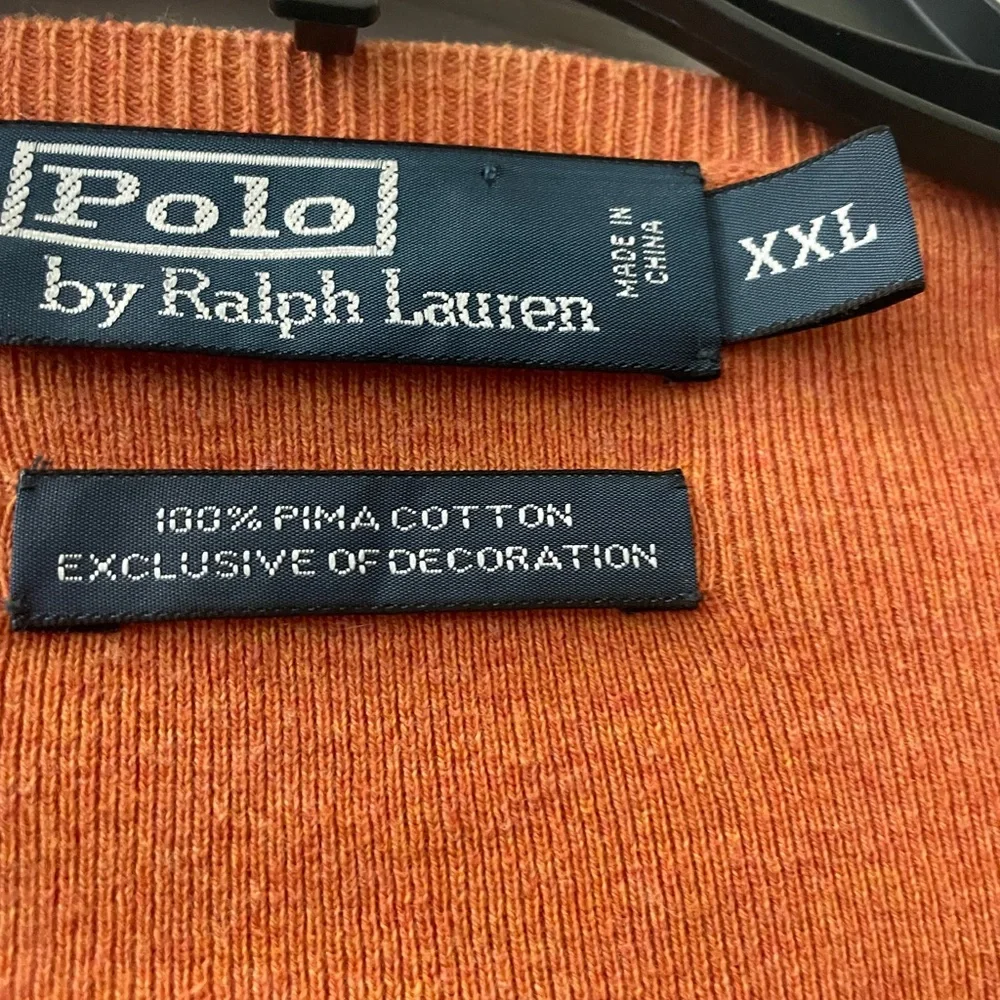 Polo
by Ralph Lauren
MADE IN
CHINA
XXL
100% PIMA COTTON
EXCLUSIVE OF DECORATION